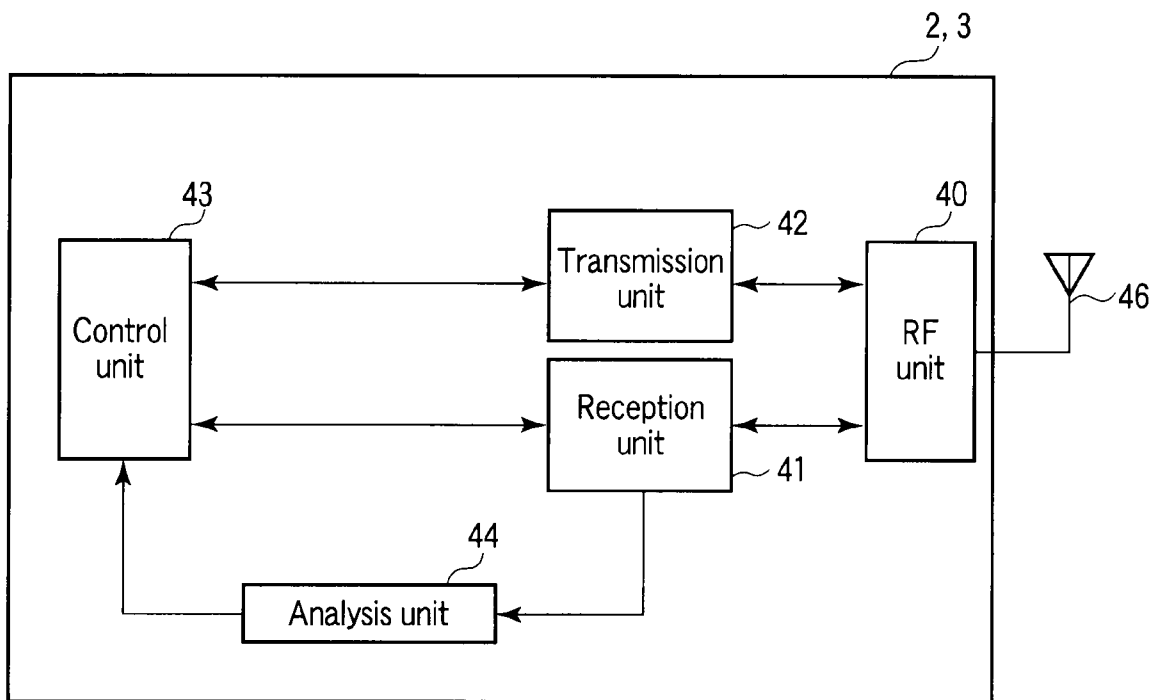 2, 3
43
Control
unit
42
Transmission
unit
40
RF
unit
46
Reception
unit
41
44
Analysis unit